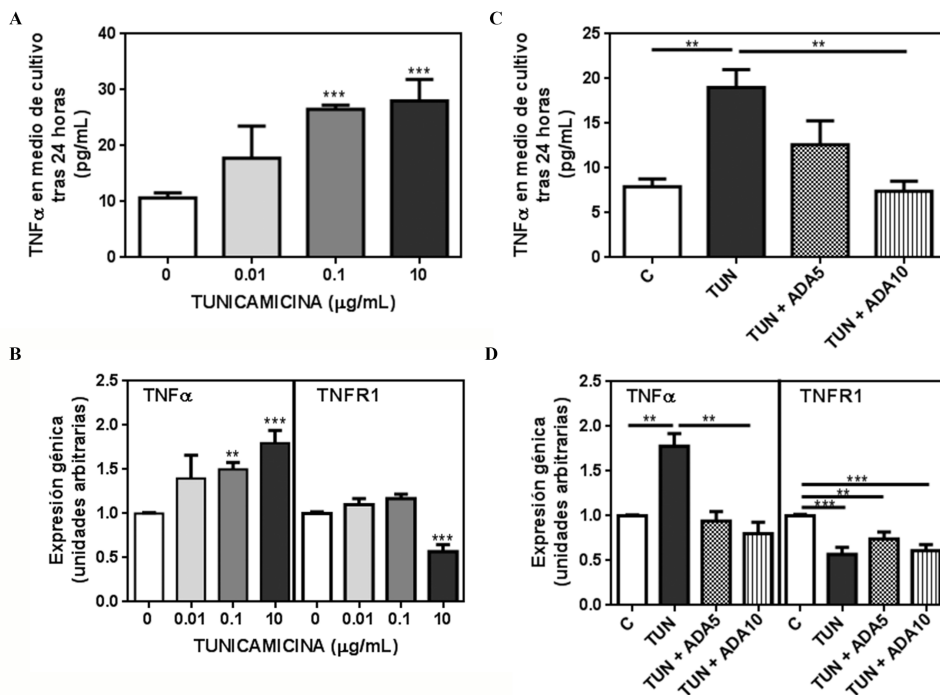 A
TNFα en medio de cultivo
tras 24 horas
(pg/mL)
40
30
20
10
0
***
***
0 0.01 0.1 10
TUNICAMICINA (μg/mL)
C
TNFα en medio de cultivo
tras 24 horas
(pg/mL)
25
20
15
10
5
0
** **
C TUN TUN + ADA5 TUN + ADA10
B
Expresión génica
(unidades arbitrarias)
2.5
2.0
1.5
1.0
0.5
0.0
TNFα TNFR1
** *** ***
0 0.01 0.1 10 0 0.01 0.1 10
TUNICAMICINA (μg/mL)
D
Expresión génica
(unidades arbitrarias)
2.5
2.0
1.5
1.0
0.5
0.0
TNFα TNFR1
** **
***
**
***
C TUN TUN + ADA5 TUN + ADA10 C TUN TUN + ADA5 TUN + ADA10